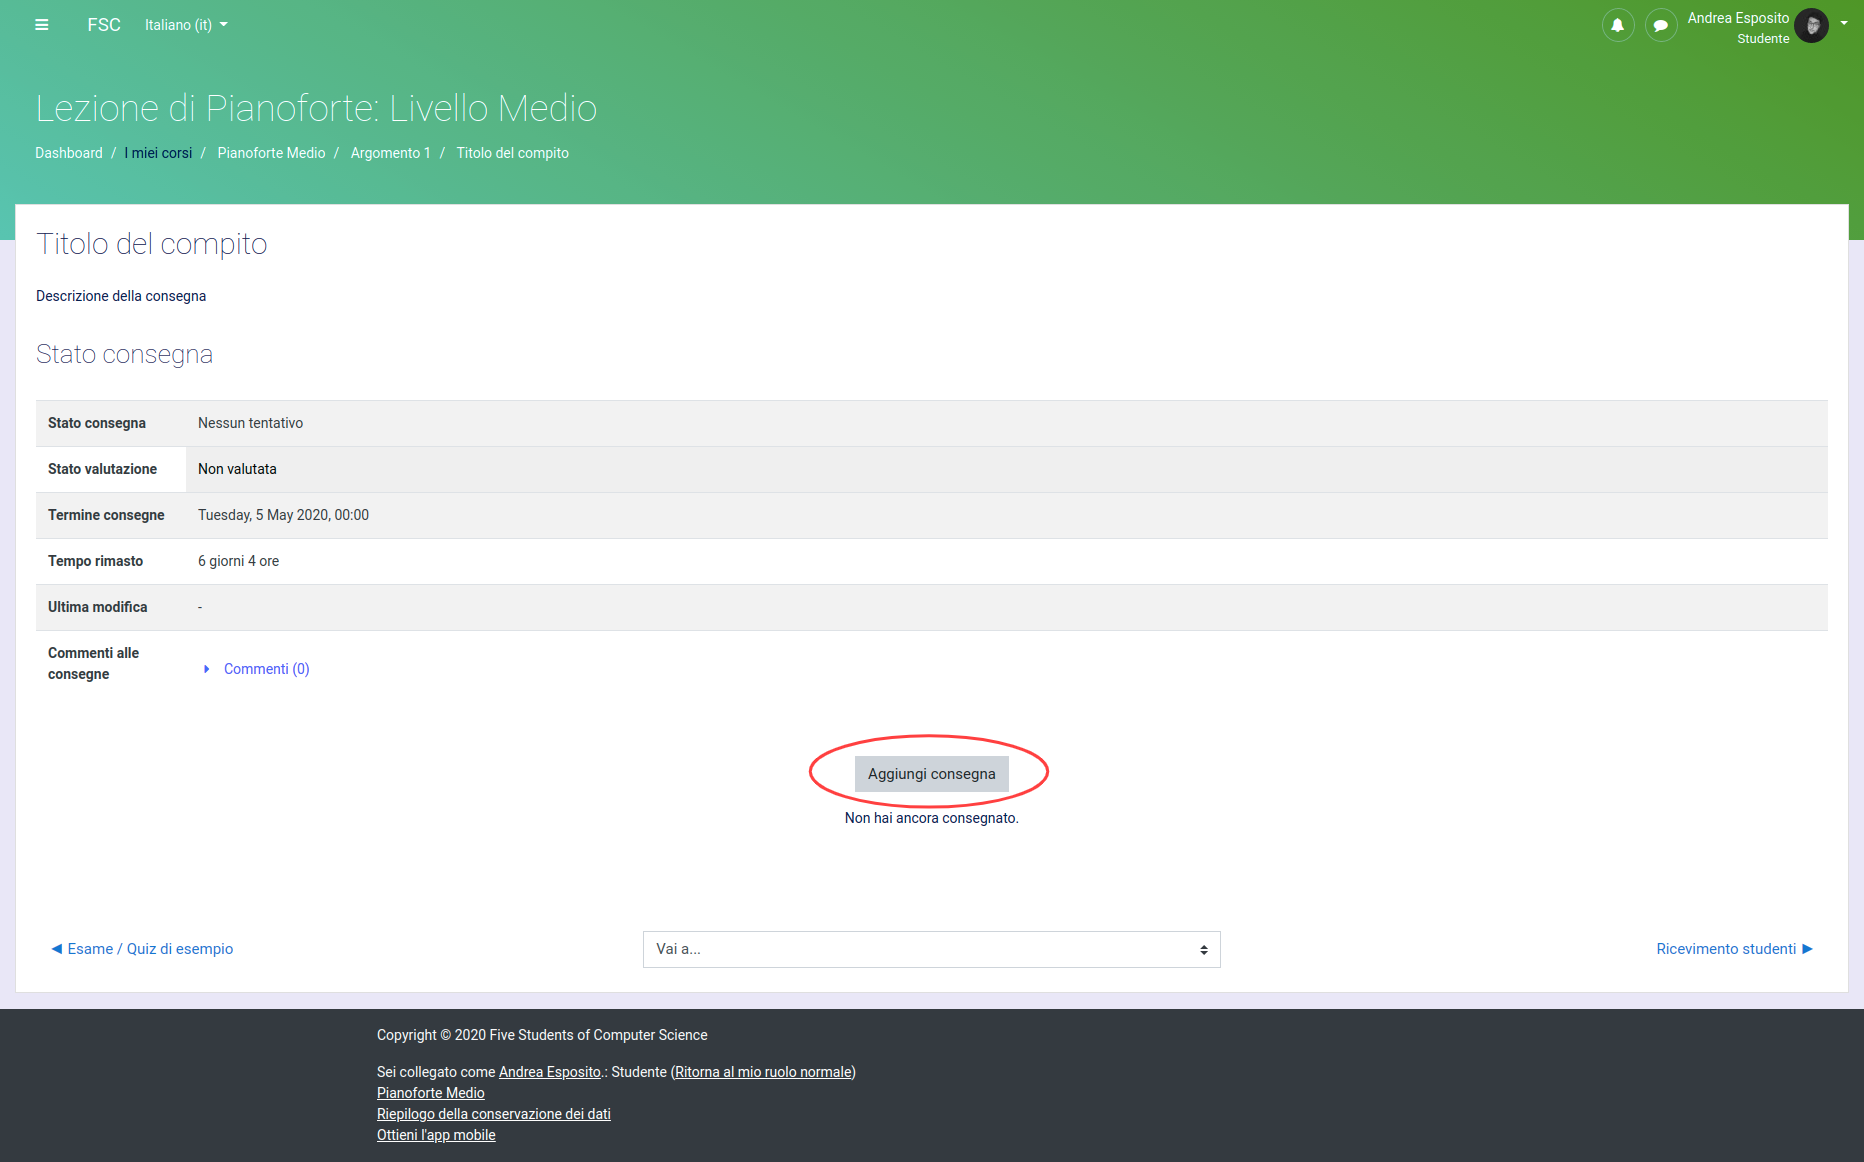 FSC Italiano (it)
Andrea Esposito
Studente
Lezione di Pianoforte: Livello Medio
Dashboard / I miei corsi / Pianoforte Medio / Argomento 1 / Titolo del compito
Titolo del compito
Descrizione della consegna
Stato consegna
Stato consegna Nessun tentativo
Stato valutazione Non valutata
Termine consegne Tuesday, 5 May 2020, 00:00
Tempo rimasto 6 giorni 4 ore
Ultima modifica -
Commenti alle
consegne
Commenti (0)
Aggiungi consegna
Non hai ancora consegnato.
◀ Esame / Quiz di esempio
Vai a...
Ricevimento studenti ▶
Copyright © 2020 Five Students of Computer Science
Sei collegato come Andrea Esposito.: Studente (Ritorna al mio ruolo normale)
Pianoforte Medio
Riepilogo della conservazione dei dati
Ottieni l'app mobile